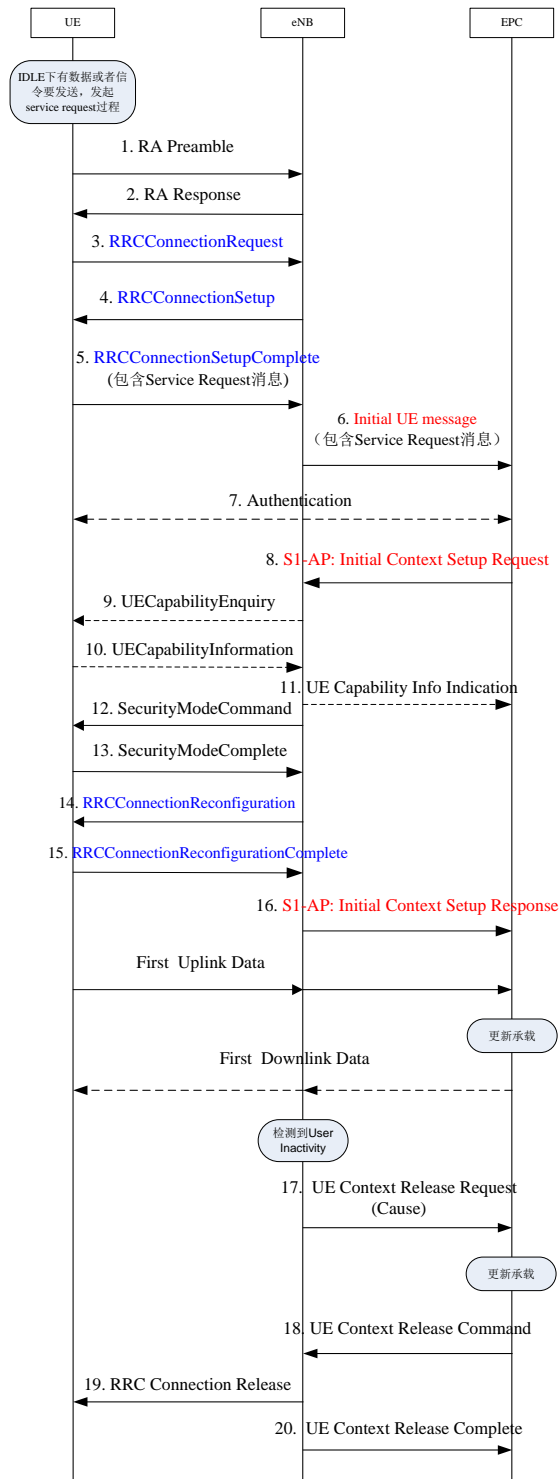 UE
eNB
EPC
IDLE下有数据或者信
令要发送，发起
service request过程
1. RA Preamble
2. RA Response
3. RRCConnectionRequest
4. RRCConnectionSetup
5. RRCConnectionSetupComplete
(包含Service Request消息)
6. Initial UE message
（包含Service Request消息）
7. Authentication
8. S1-AP: Initial Context Setup Request
9. UECapabilityEnquiry
10. UECapabilityInformation
11. UE Capability Info Indication
12. SecurityModeCommand
13. SecurityModeComplete
14. RRCConnectionReconfiguration
15. RRCConnectionReconfigurationComplete
16. S1-AP: Initial Context Setup Response
First Uplink Data
更新承载
First Downlink Data
检测到User
Inactivity
17. UE Context Release Request
(Cause)
更新承载
18. UE Context Release Command
19. RRC Connection Release
20. UE Context Release Complete